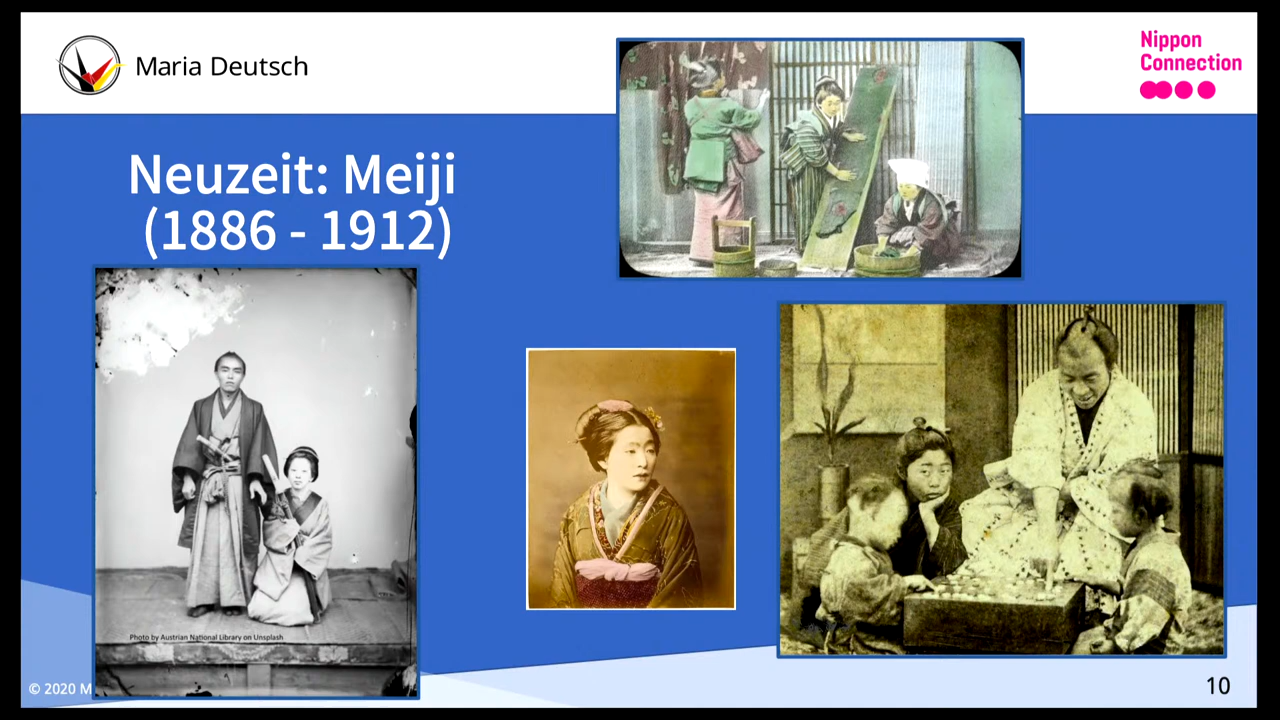 Maria Deutsch
Nippon
Connection
Neuzeit: Meiji
(1886 - 1912)
Photo by Austrian National Library on Unsplash
© 2020 M
10